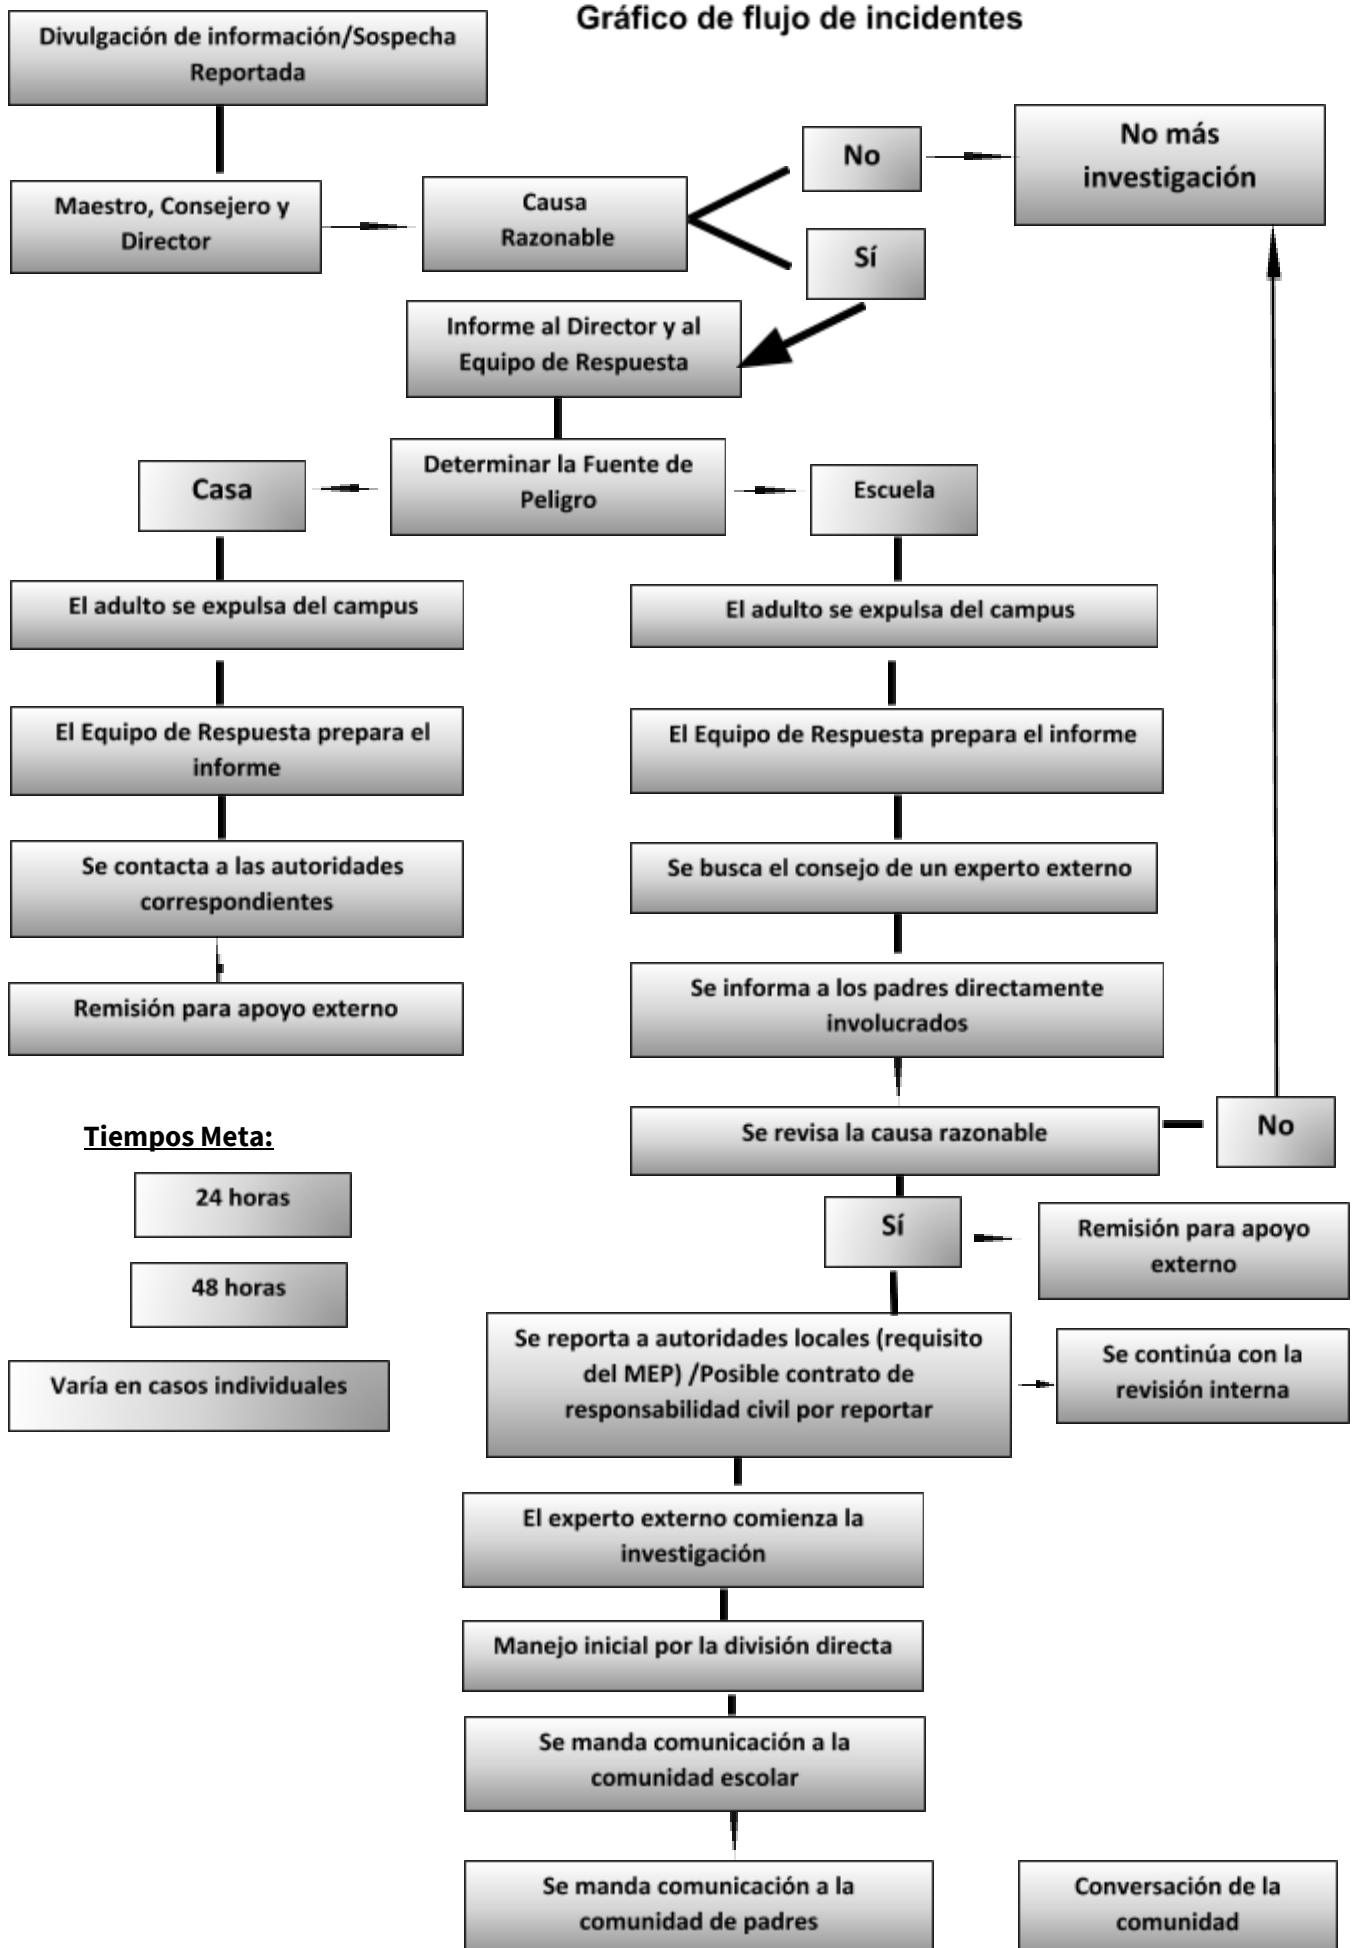 Gráfico de flujo de incidentes
Divulgación de información/Sospecha
Reportada
No
No más
investigación
Maestro, Consejero y
Director
Causa
Razonable
Sí
Informe al Director y al
Equipo de Respuesta
Casa
Determinar la Fuente de
Peligro
Escuela
El adulto se expulsa del campus
El Equipo de Respuesta prepara el
informe
Se contacta a las autoridades
correspondientes
Remisión para apoyo externo
El adulto se expulsa del campus
El Equipo de Respuesta prepara el informe
Se busca el consejo de un experto externo
Se informa a los padres directamente
involucrados
Se revisa la causa razonable
No
Tiempos Meta:
24 horas
48 horas
Varía en casos individuales
Sí
Remisión para apoyo
externo
Se reporta a autoridades locales (requisito
del MEP) /Posible contrato de
responsabilidad civil por reportar
Se continúa con la
revisión interna
El experto externo comienza la
investigación
Manejo inicial por la división directa
Se manda comunicación a la
comunidad escolar
Se manda comunicación a la
comunidad de padres
Conversación de la
comunidad